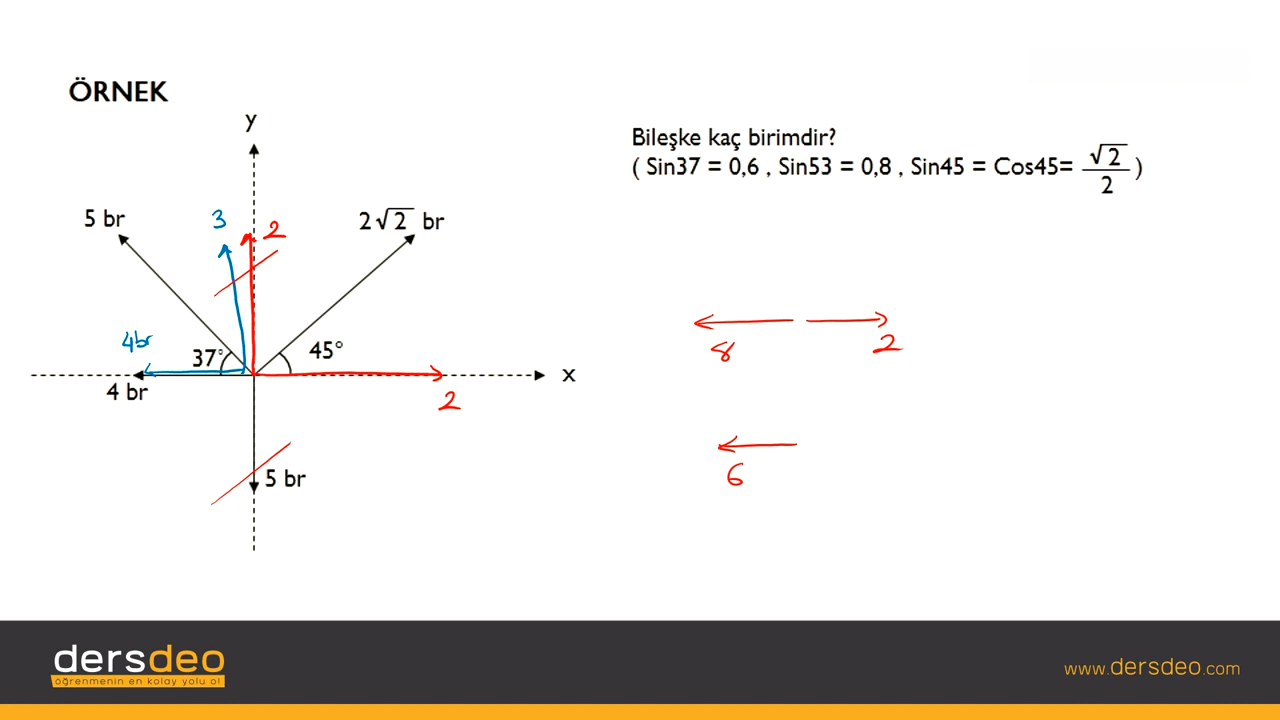 ÖRNEK
y
Bileşke kaç birimdir?
( Sin37 = 0,6 , Sin53 = 0,8 , Sin45 = Cos45= √2/2 )
5 br
3
2
2√2 br
4br
37°
45°
x
4 br
2
8
2
5 br
6
dersdeo
öğrenmenin en kolay yolu o!
www.dersdeo.com